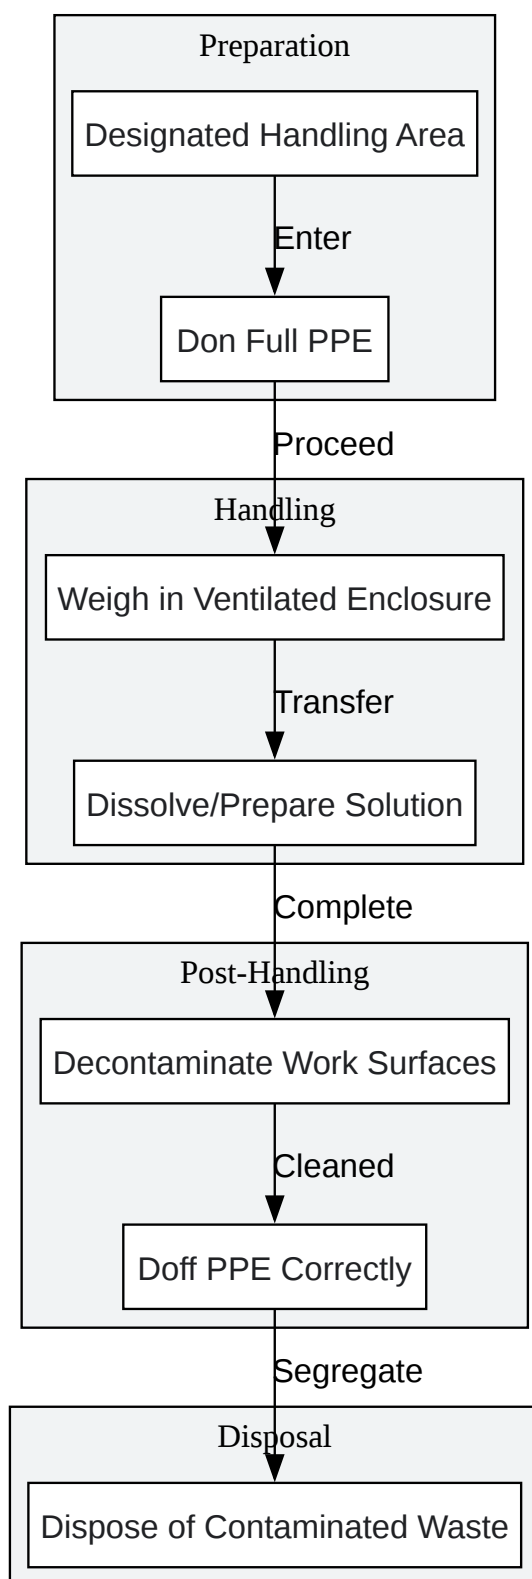 Preparation
Designated Handling Area
Enter
Don Full PPE
Proceed
Handling
Weigh in Ventilated Enclosure
Transfer
Dissolve/Prepare Solution
Complete
Post-Handling
Decontaminate Work Surfaces
Cleaned
Doff PPE Correctly
Segregate
Disposal
Dispose of Contaminated Waste